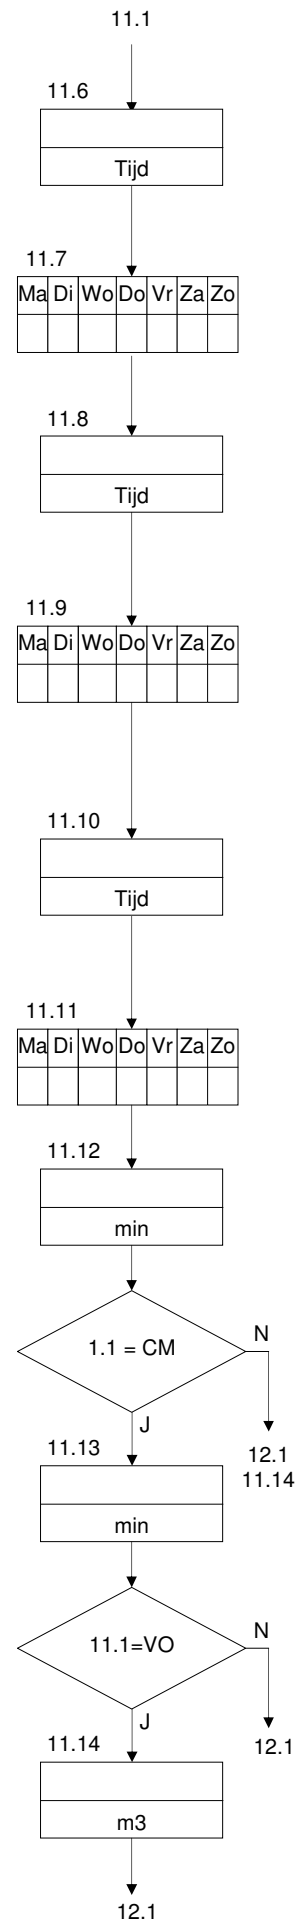 11.1
11.6
Tijd
11.7
Ma Di Wo Do Vr Za Zo
11.8
Tijd
11.9
Ma Di Wo Do Vr Za Zo
11.10
Tijd
11.11
Ma Di Wo Do Vr Za Zo
11.12
min
1.1 = CM
N
J
12.1
11.14
11.13
min
11.1=VO
N
J
12.1
11.14
m3
12.1